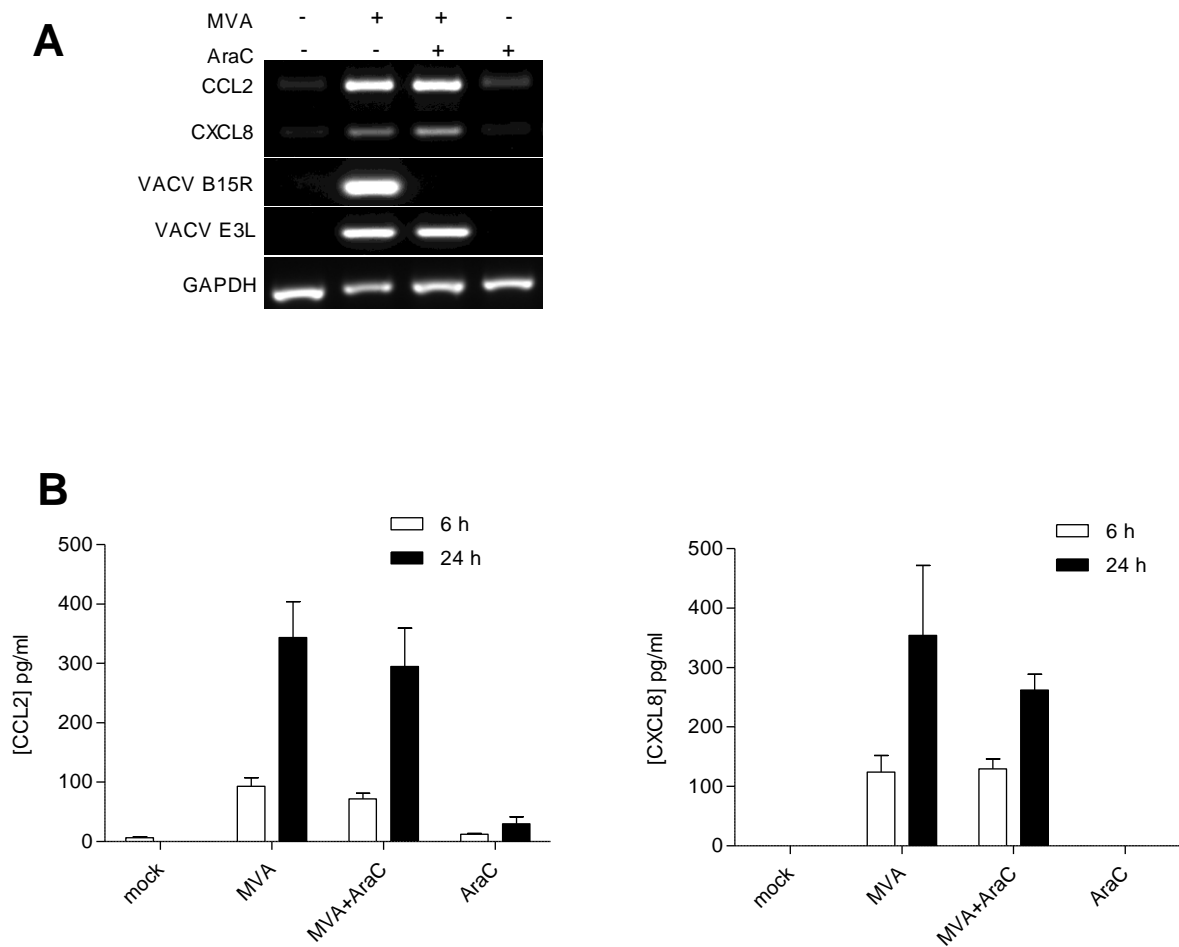 A
MVA - + + -
AraC - - + +
CCL2
CXCL8
VACV B15R
VACV E3L
GAPDH
B
6 h
24 h
500
400
300
200
100
0
[CCL2] pg/ml
mock
MVA
MVA+AraC
AraC
6 h
24 h
500
400
300
200
100
0
[CXCL8] pg/ml
mock
MVA
MVA+AraC
AraC